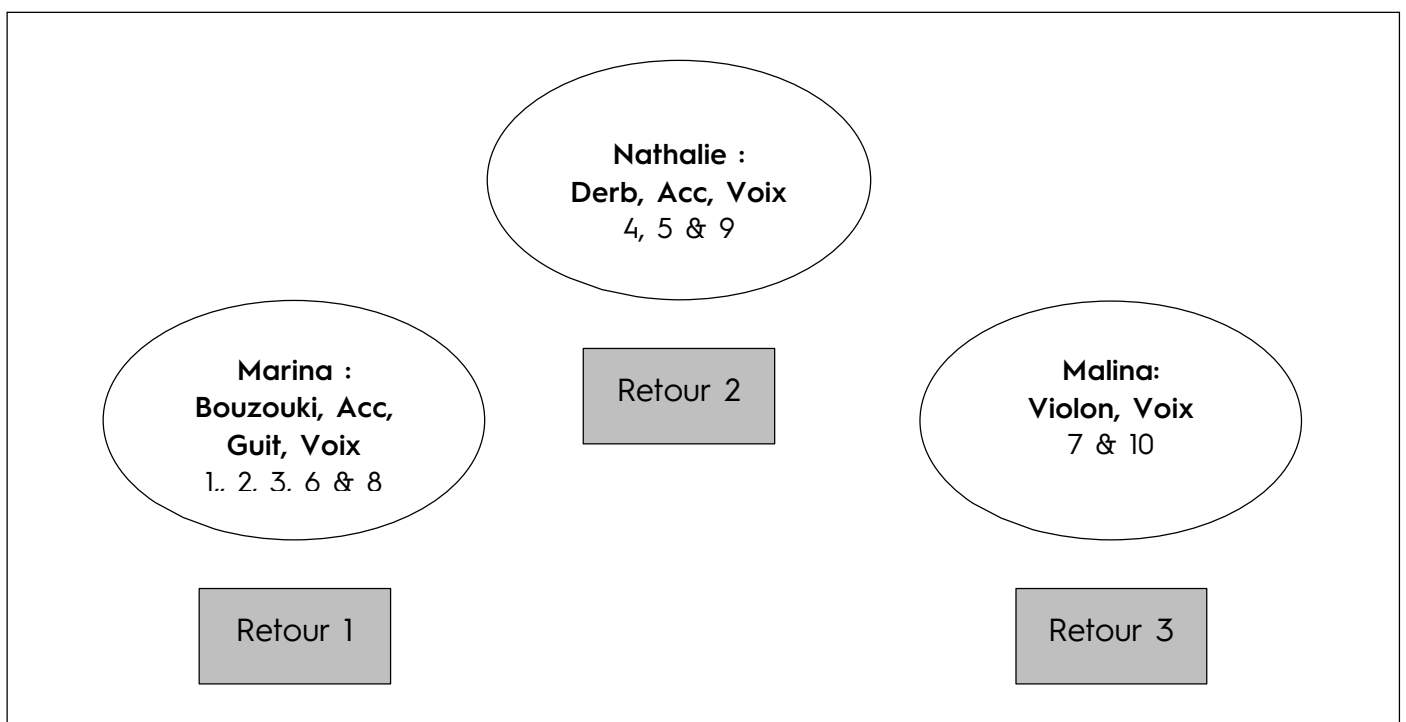 Nathalie :
Derb, Acc, Voix
4, 5 & 9
Retour 2
Marina :
Bouzouki, Acc,
Guit, Voix
1,, 2, 3, 6 & 8
Malina:
Violon, Voix
7 & 10
Retour 1
Retour 3